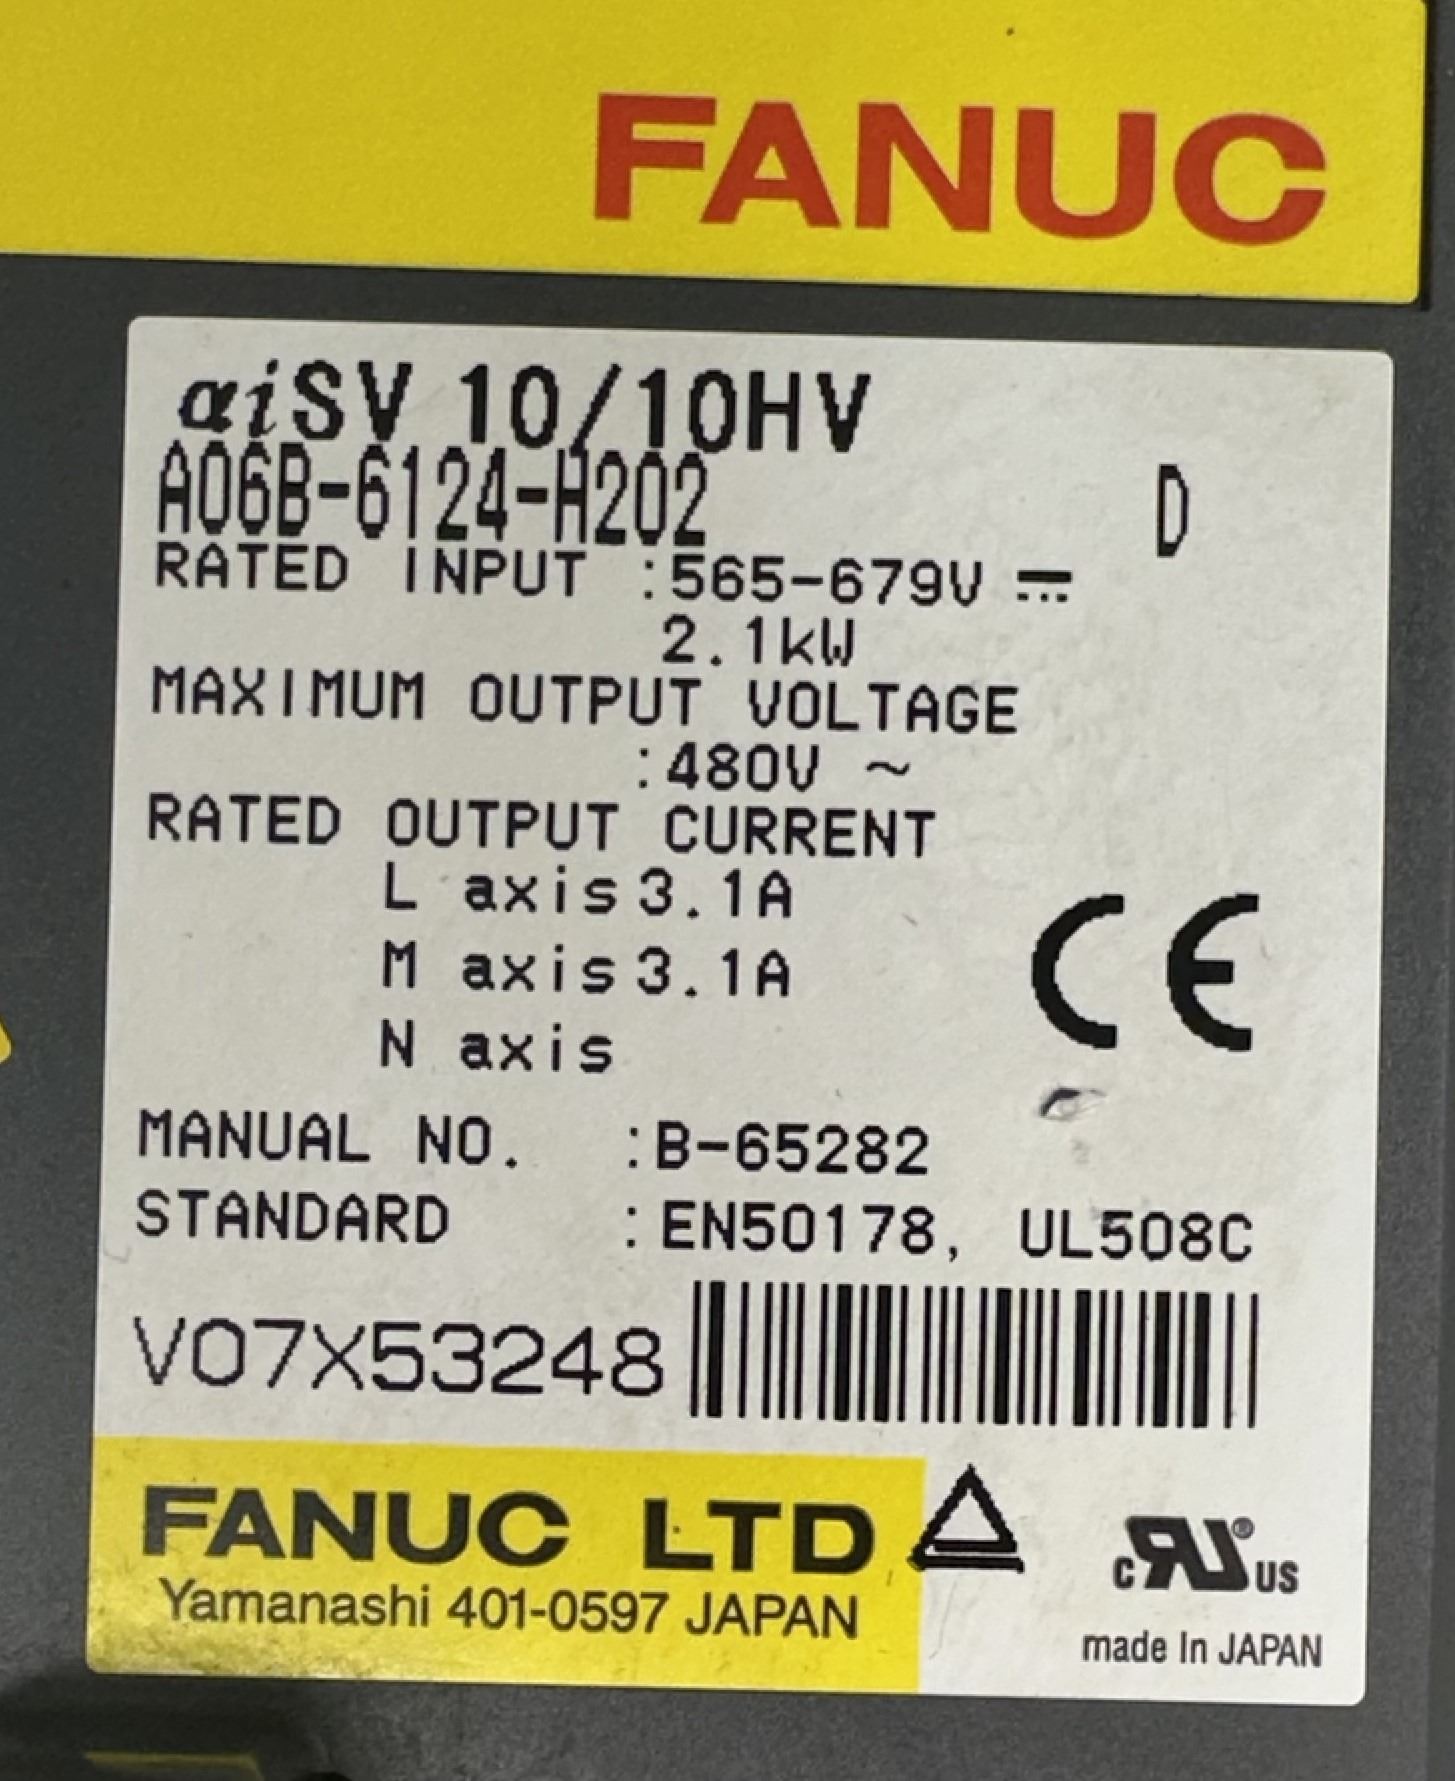 FANUC
αiSV 10/10HV
A06B-6124-H202 D
RATED INPUT :565-679V ⎓
2.1kW
MAXIMUM OUTPUT VOLTAGE
:480V ~
RATED OUTPUT CURRENT
L axis 3.1A
M axis 3.1A
N axis
CE
MANUAL NO. :B-65282
STANDARD :EN50178, UL508C
V07X53248
FANUC LTD
Yamanashi 401-0597 JAPAN
c RU ® US
made In JAPAN